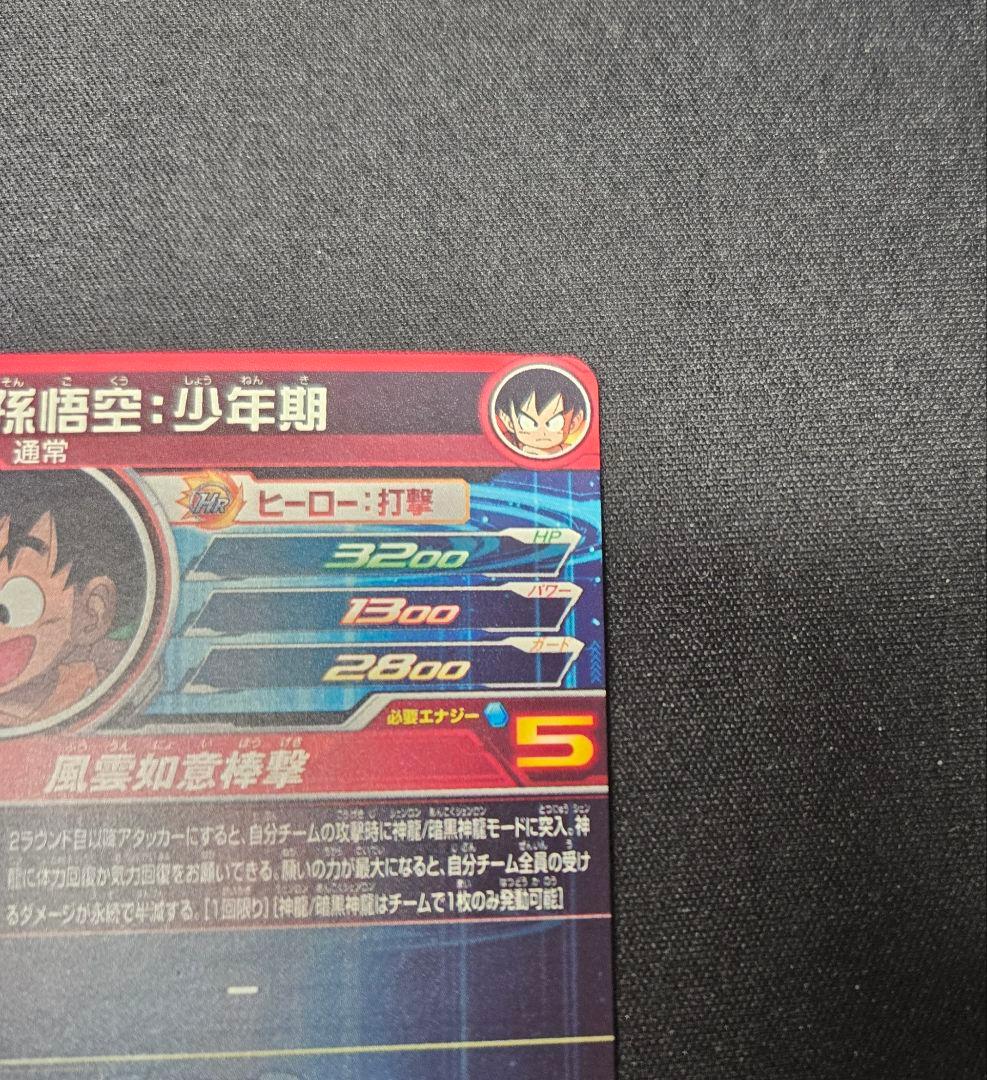 孫悟空:少年期
通常
HR ヒーロー:打撃
HP
3200
パワー
1300
ガード
2800
必要エナジー 5
風雲如意棒撃
2ラウンド目以降アタッカーにすると、自分チームの攻撃時に神龍/暗黒神龍モードに突入。神
龍に体力回復か気力回復をお願いできる。願いの力が最大になると、自分チーム全員の受け
るダメージが永続で半減する。[1回限り][神龍/暗黒神龍はチームで1枚のみ発動可能]